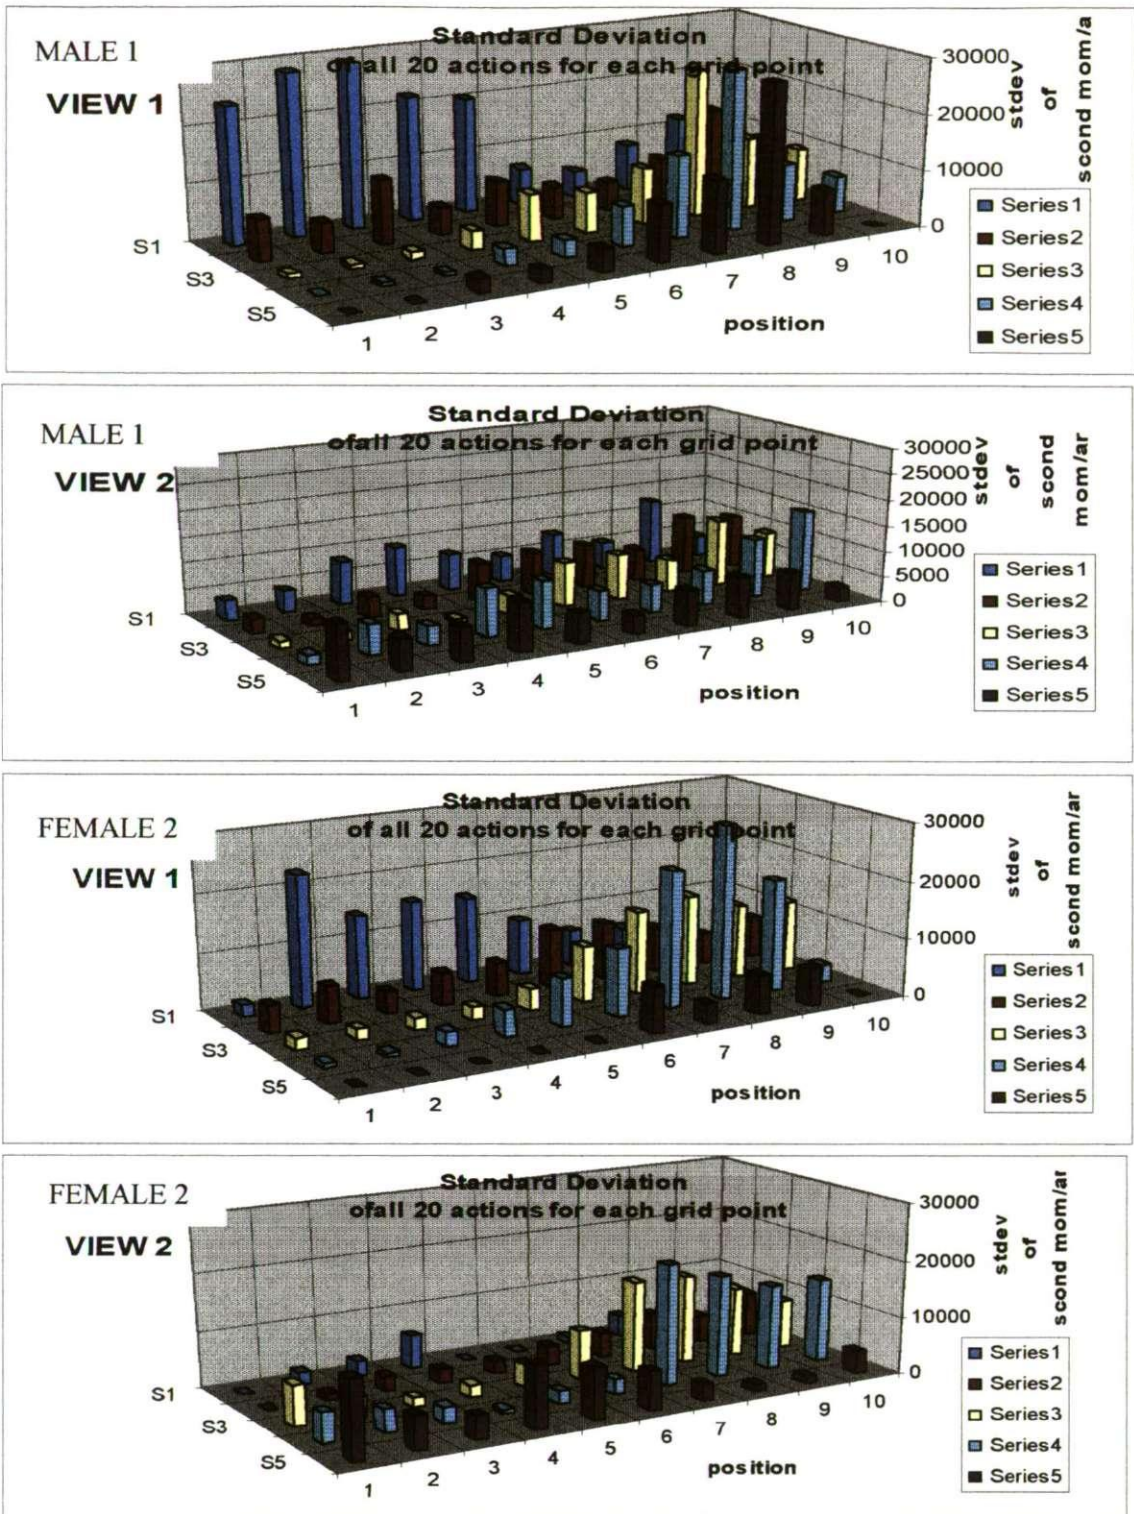 MALE 1
VIEW 1
Standard Deviation
of all 20 actions for each grid point
30000
20000
10000
0
stdev
of
second mom/a
S1
S3
S5
1 2 3 4 5 6 7 8 9 10
position
Series1
Series2
Series3
Series4
Series5
MALE 1
VIEW 2
Standard Deviation
ofall 20 actions for each grid point
30000
25000
20000
15000
10000
5000
0
stdev
of
scond
mom/ar
S1
S3
S5
1 2 3 4 5 6 7 8 9 10
position
Series1
Series2
Series3
Series4
Series5
FEMALE 2
VIEW 1
Standard Deviation
of all 20 actions for each grid point
30000
20000
10000
0
stdev
of
scond mom/ar
S1
S3
S5
1 2 3 4 5 6 7 8 9 10
position
Series1
Series2
Series3
Series4
Series5
FEMALE 2
VIEW 2
Standard Deviation
ofall 20 actions for each grid point
30000
20000
10000
0
stdev
of
scond mom/ar
S1
S3
S5
1 2 3 4 5 6 7 8 9 10
position
Series1
Series2
Series3
Series4
Series5